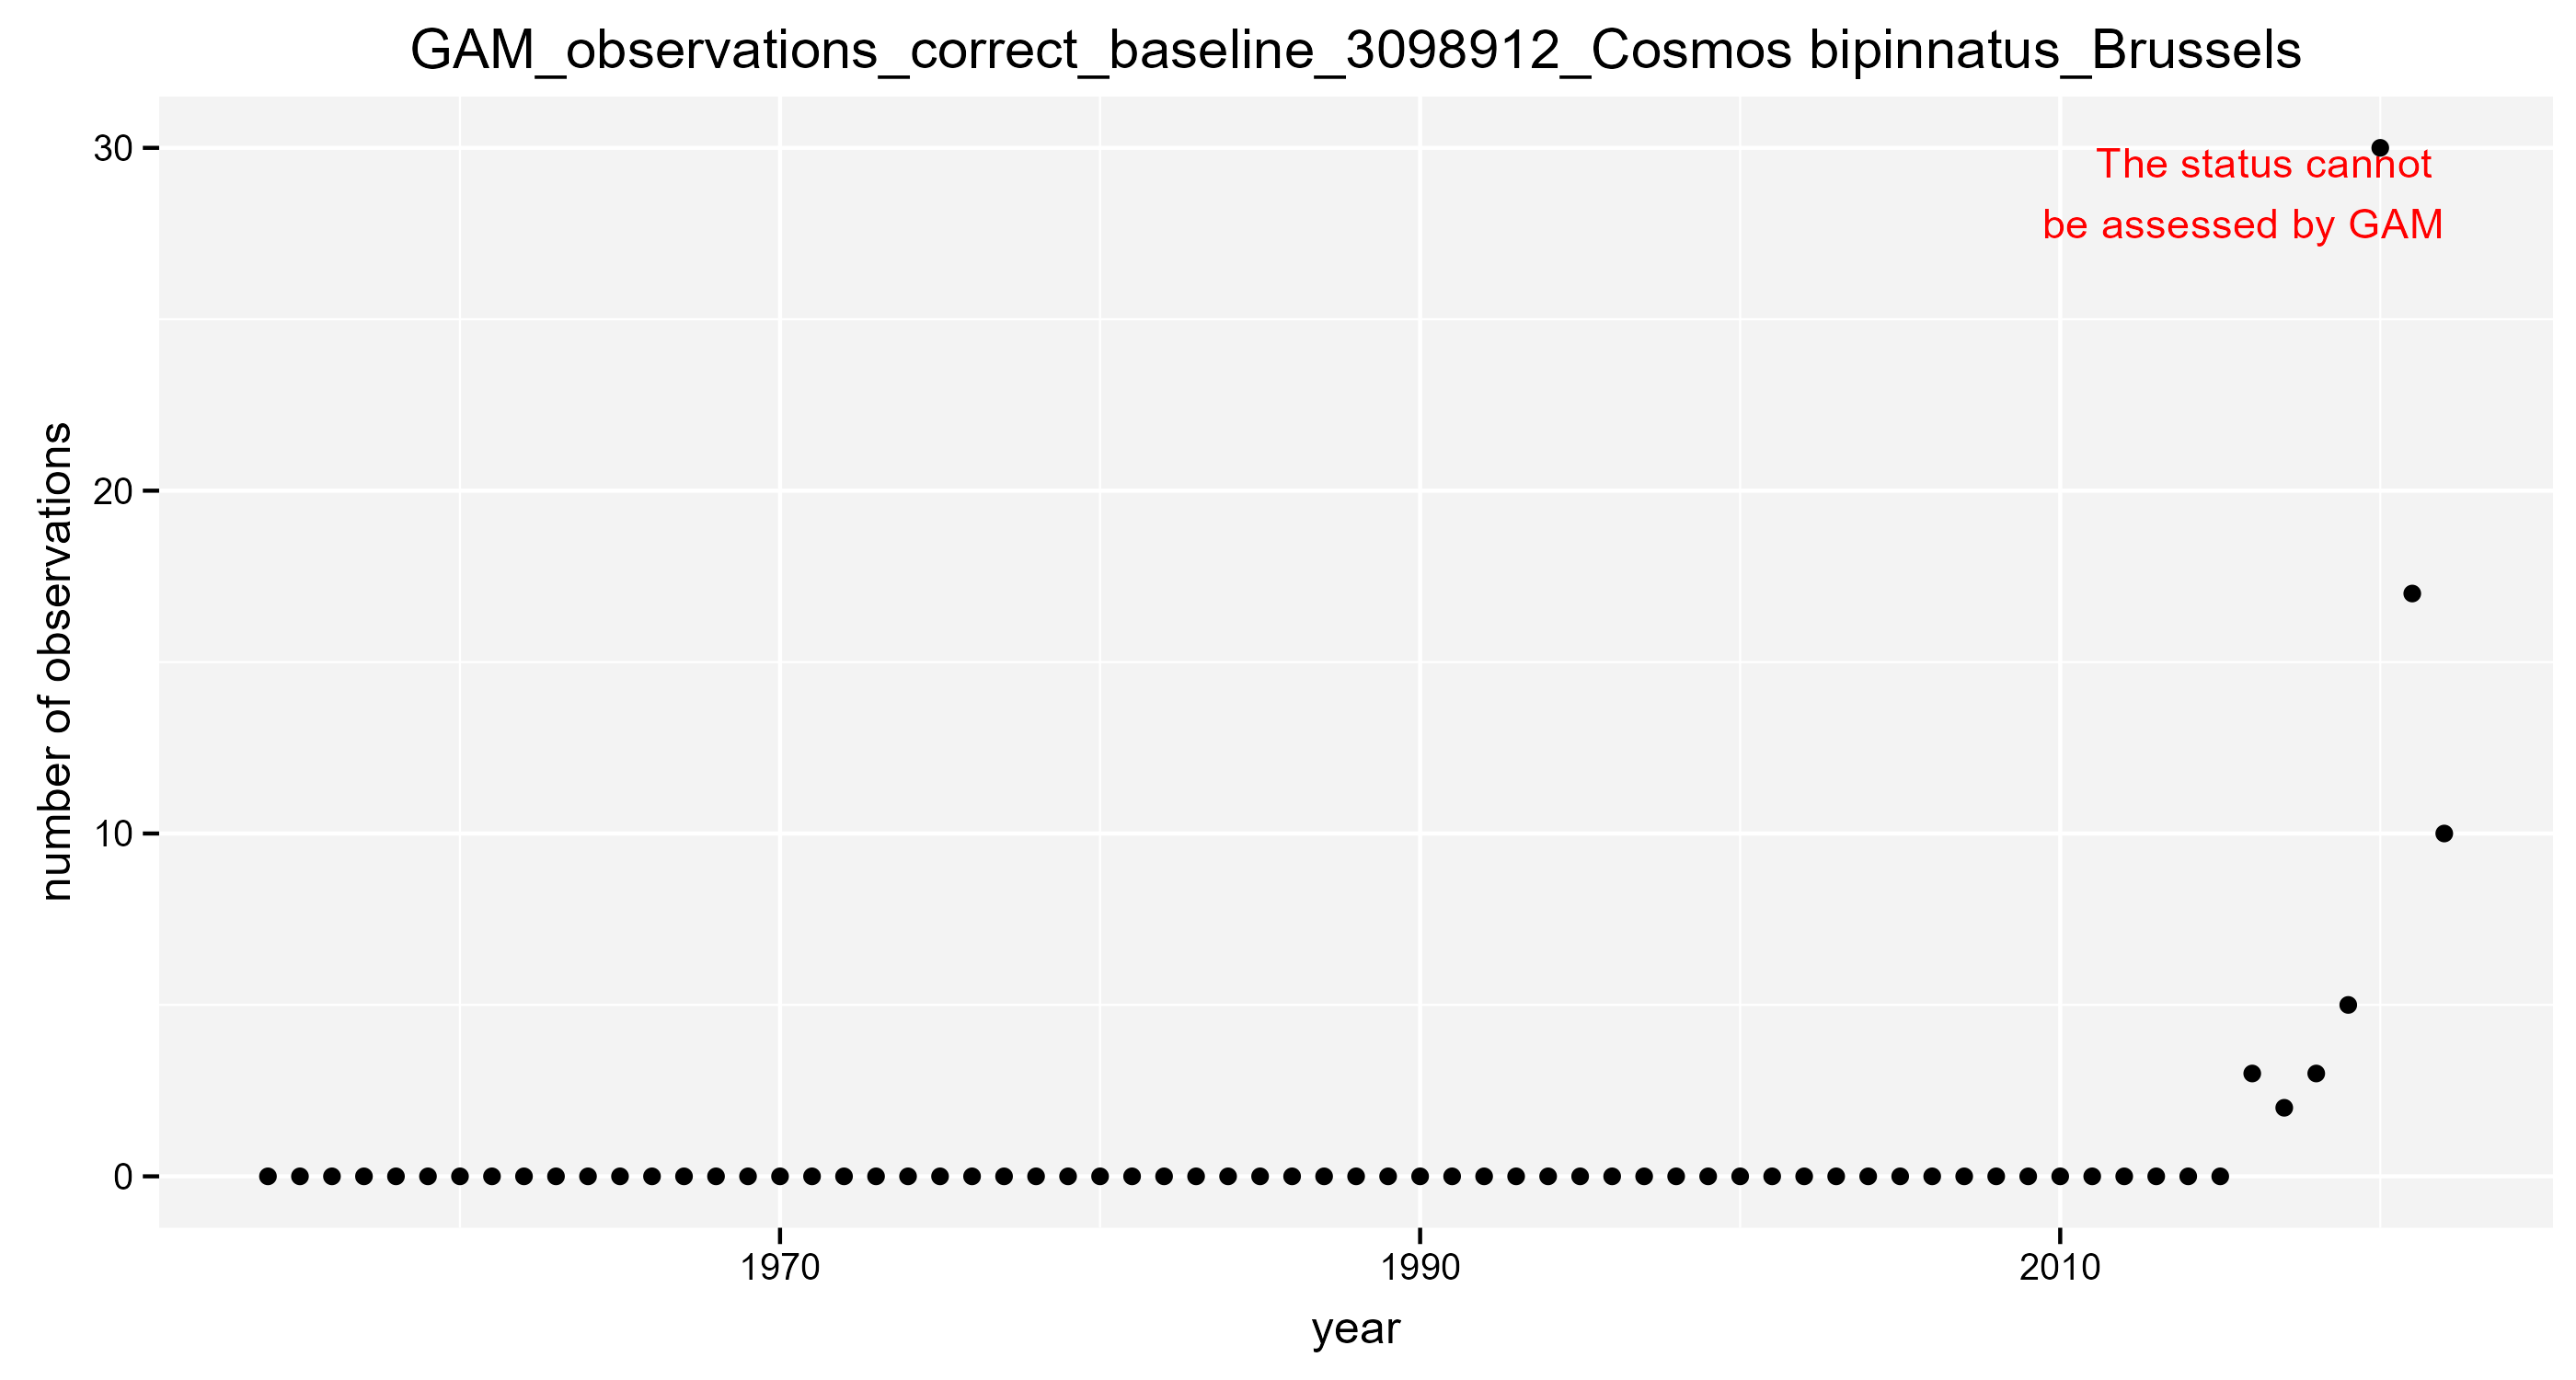 GAM_observations_correct_baseline_3098912_Cosmos bipinnatus_Brussels
30
The status cannot
be assessed by GAM
20
number of observations
10
0
1970
1990
2010
year